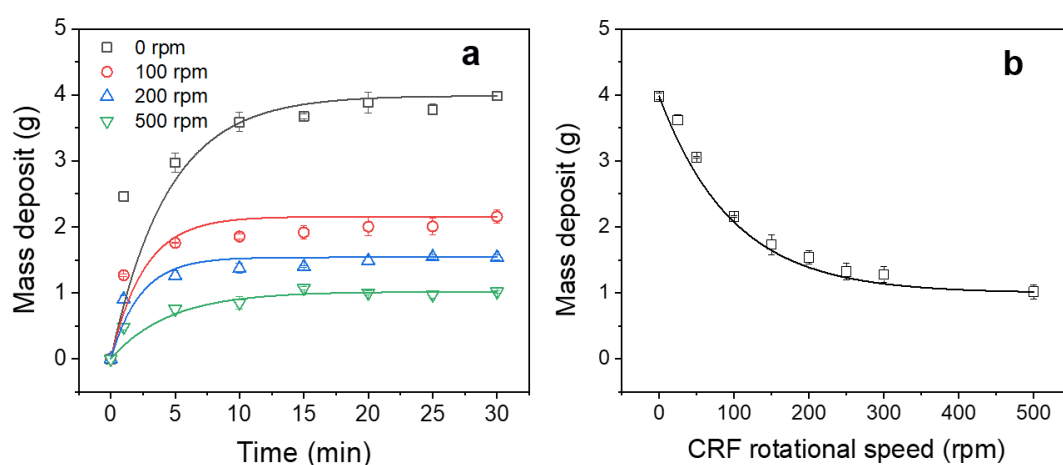 a
0 rpm
100 rpm
200 rpm
500 rpm
Mass deposit (g)
5
4
3
2
1
0
0 5 10 15 20 25 30
Time (min)
b
Mass deposit (g)
5
4
3
2
1
0
0 100 200 300 400 500
CRF rotational speed (rpm)